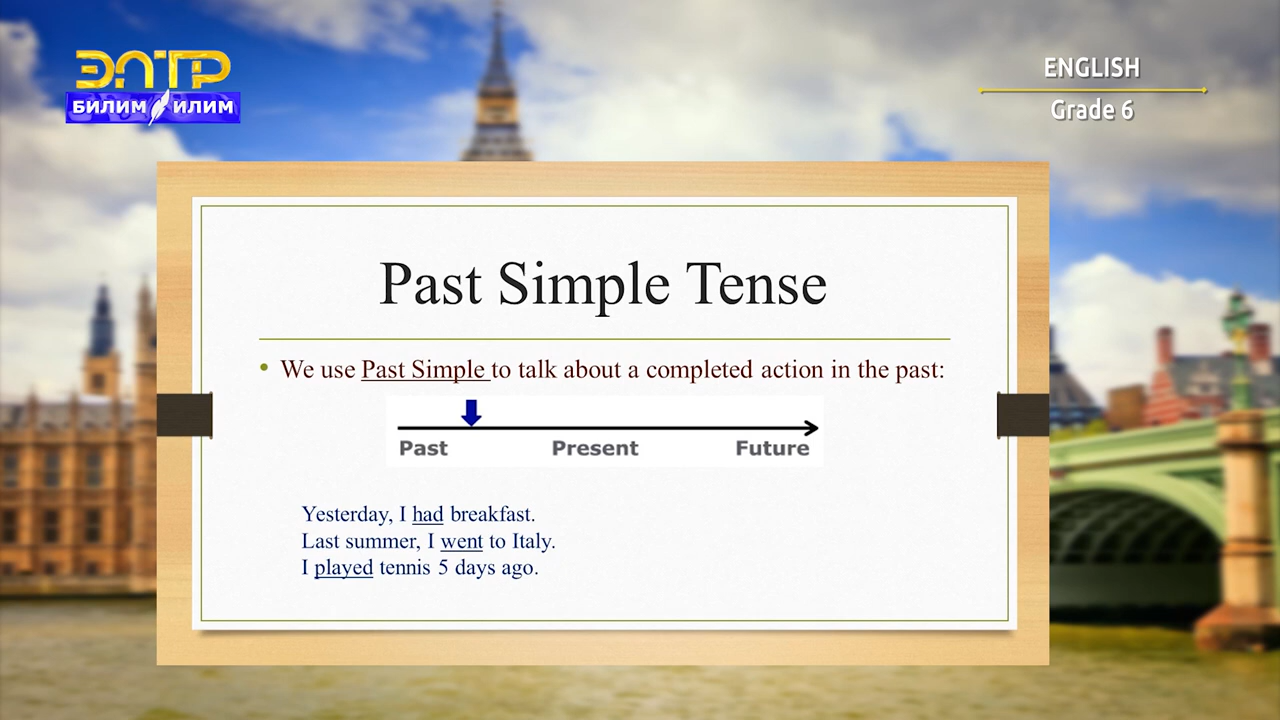 ЭЛТР
БИЛИМ ИЛИМ
ENGLISH
Grade 6
Past Simple Tense
• We use Past Simple to talk about a completed action in the past:
Past Present Future
Yesterday, I had breakfast.
Last summer, I went to Italy.
I played tennis 5 days ago.